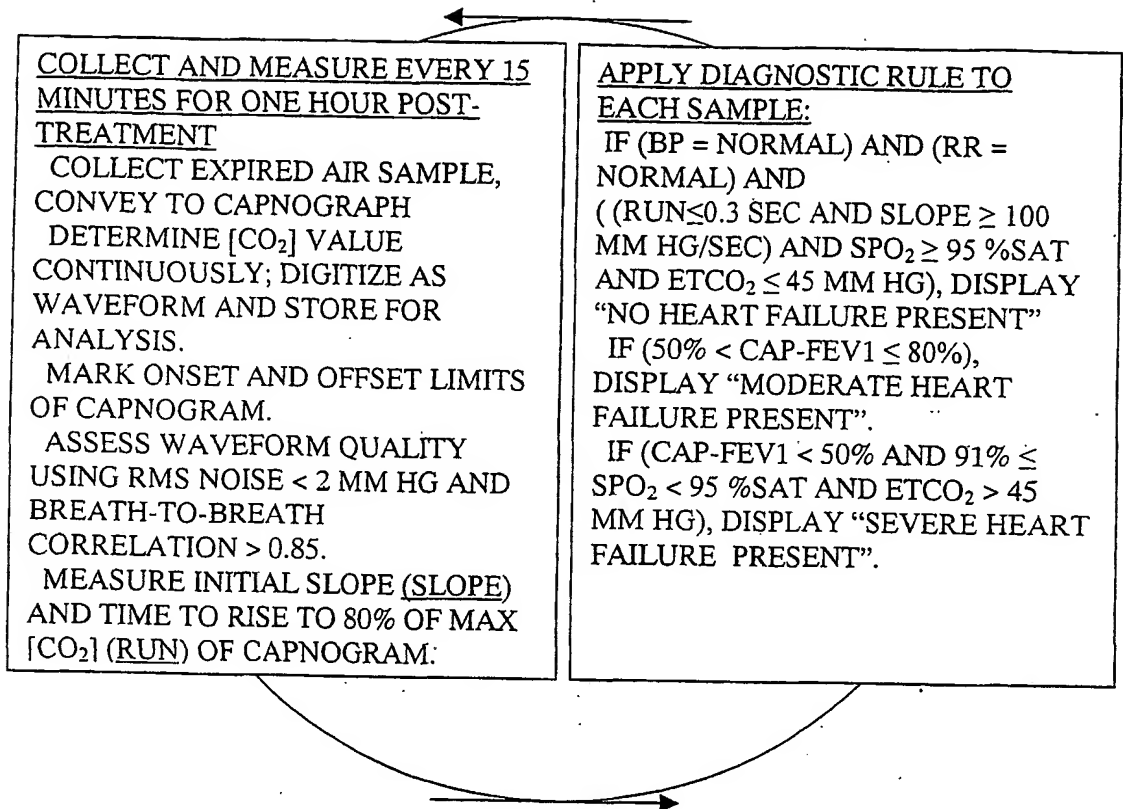 COLLECT AND MEASURE EVERY 15
MINUTES FOR ONE HOUR POST-
TREATMENT
COLLECT EXPIRED AIR SAMPLE,
CONVEY TO CAPNOGRAPH
DETERMINE [CO₂] VALUE
CONTINUOUSLY; DIGITIZE AS
WAVEFORM AND STORE FOR
ANALYSIS.
MARK ONSET AND OFFSET LIMITS
OF CAPNOGRAM.
ASSESS WAVEFORM QUALITY
USING RMS NOISE < 2 MM HG AND
BREATH-TO-BREATH
CORRELATION > 0.85.
MEASURE INITIAL SLOPE (SLOPE)
AND TIME TO RISE TO 80% OF MAX
[CO₂] (RUN) OF CAPNOGRAM.
APPLY DIAGNOSTIC RULE TO
EACH SAMPLE:
IF (BP = NORMAL) AND (RR =
NORMAL) AND
( (RUN≤0.3 SEC AND SLOPE ≥ 100
MM HG/SEC) AND SPO₂ ≥ 95 %SAT
AND ETCO₂ ≤ 45 MM HG), DISPLAY
“NO HEART FAILURE PRESENT”
IF (50% < CAP-FEV1 ≤ 80%),
DISPLAY “MODERATE HEART
FAILURE PRESENT”.
IF (CAP-FEV1 < 50% AND 91% ≤
SPO₂ < 95 %SAT AND ETCO₂ > 45
MM HG), DISPLAY “SEVERE HEART
FAILURE PRESENT”.